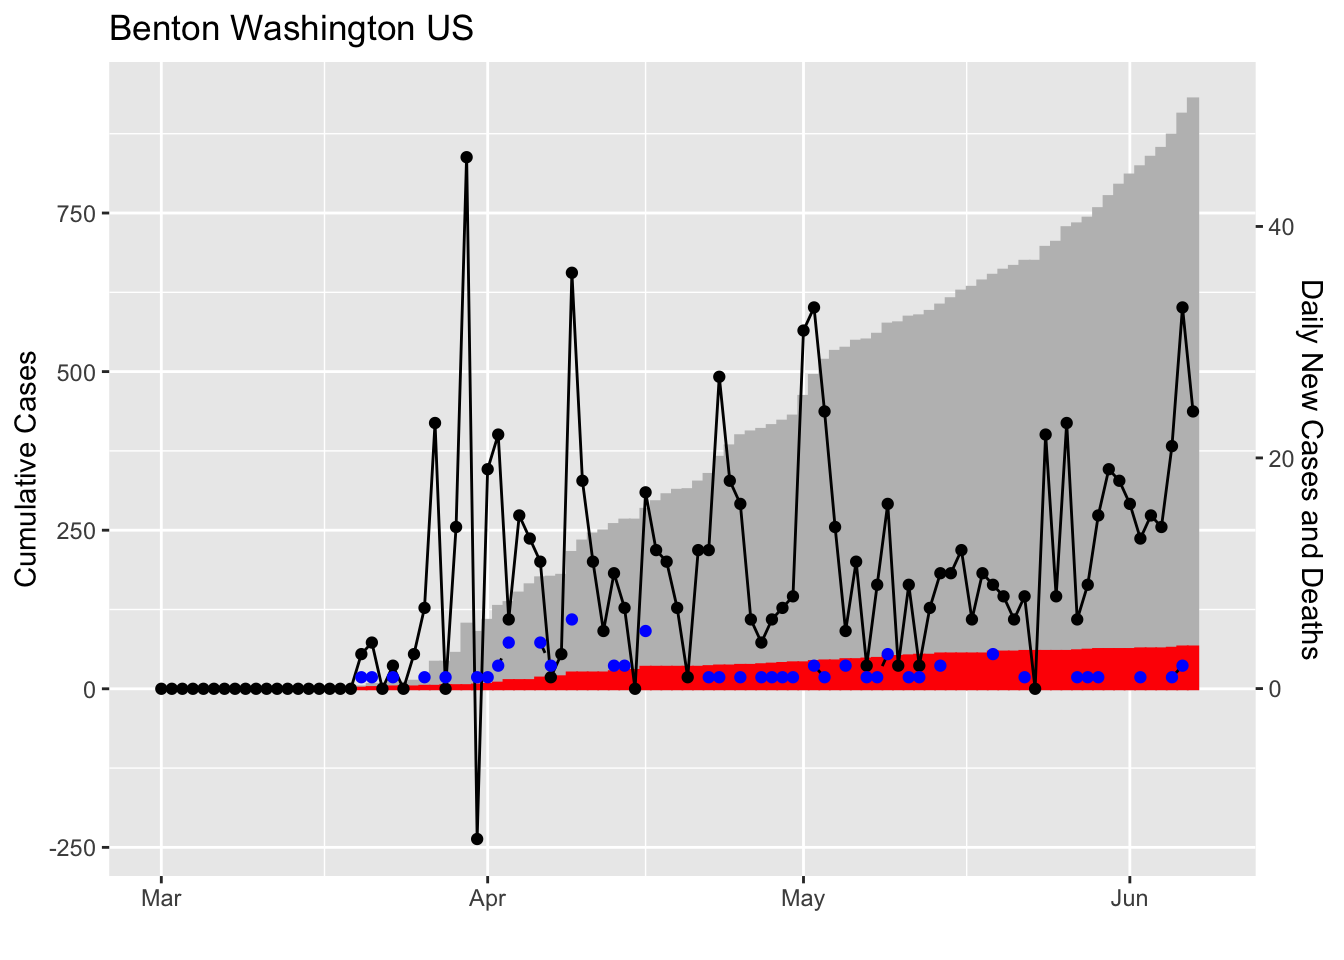 Benton Washington US
Cumulative Cases
750
500
250
0
-250
40
20
0
Daily New Cases and Deaths
Mar
Apr
May
Jun